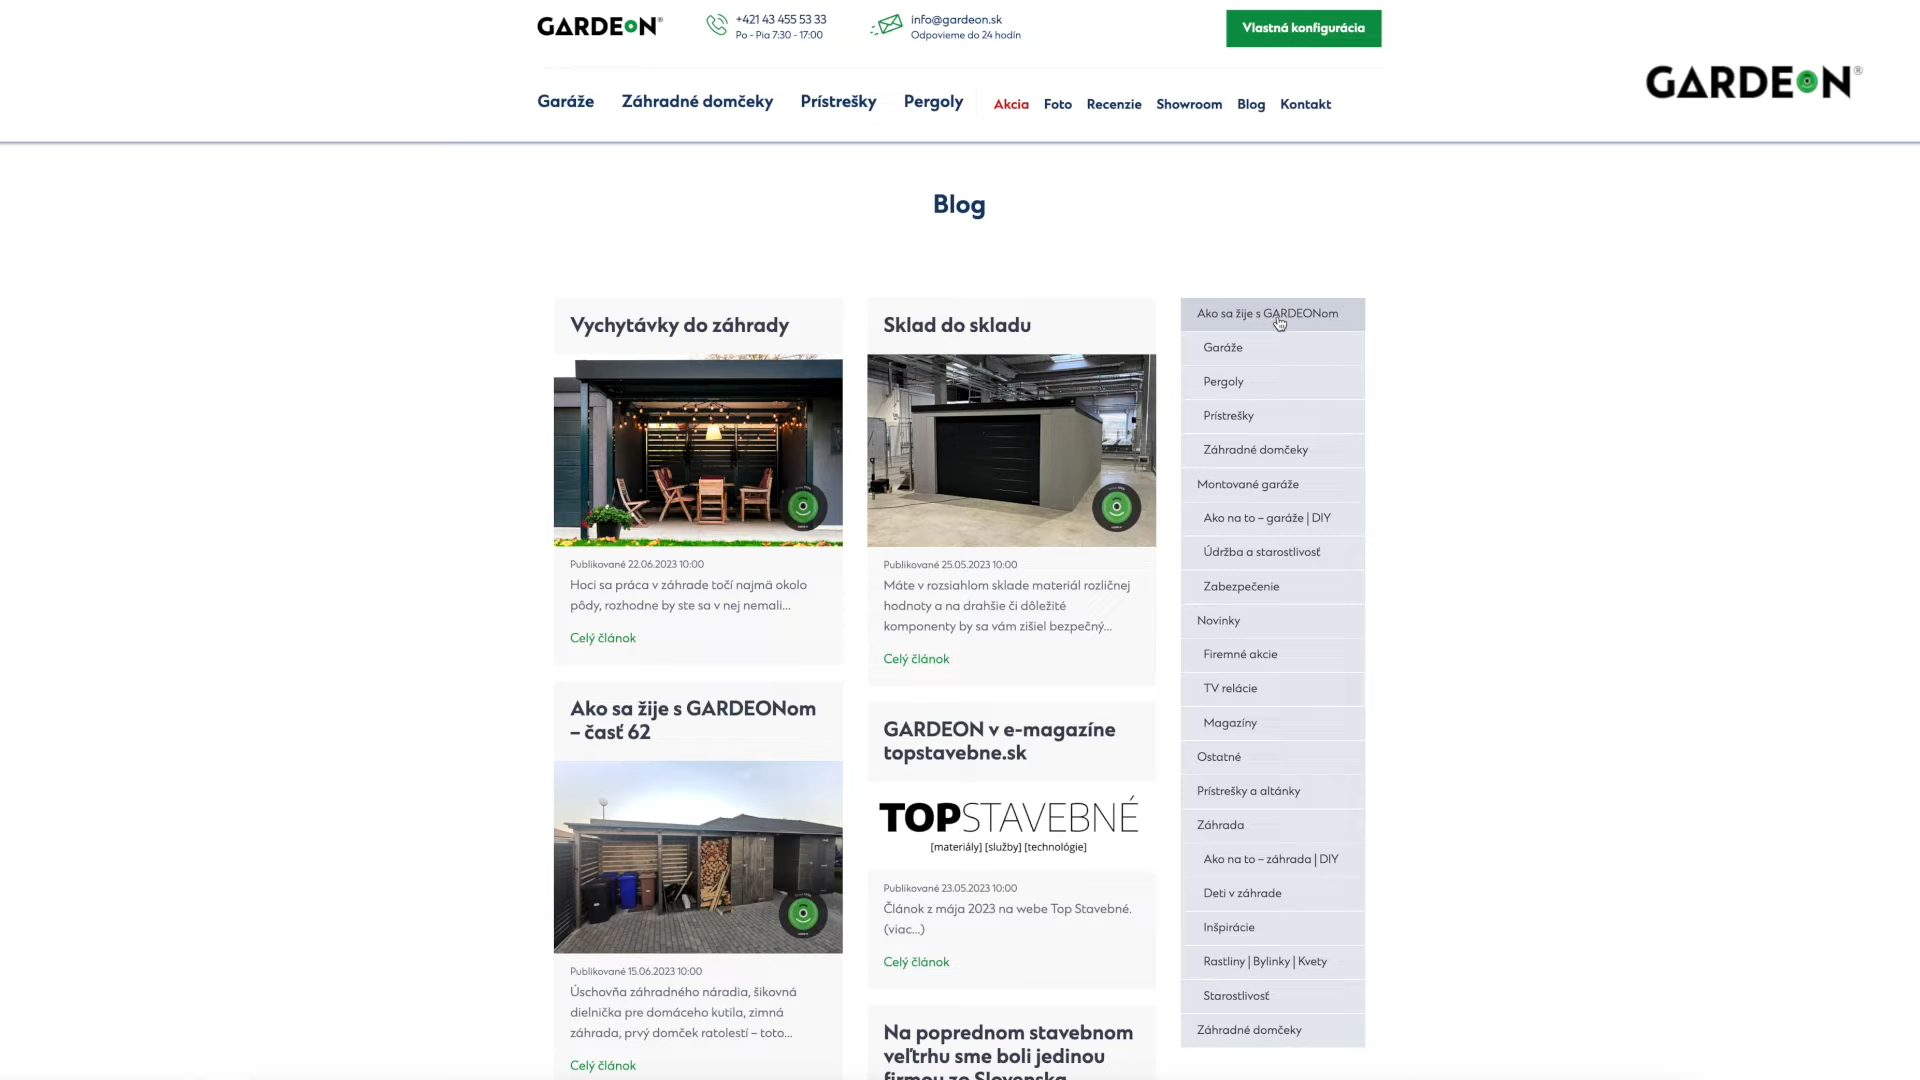 GARDEON®
+421 43 455 53 33
Po - Pia 7:30 - 17:00
info@gardeon.sk
Odpovieme do 24 hodín
Vlastná konfigurácia
GARDEON®
Garáže
Záhradné domčeky
Prístrešky
Pergoly
Akcia
Foto
Recenzie
Showroom
Blog
Kontakt
Blog
Vychytávky do záhrady
Publikované 22.06.2023 10:00
Hoci sa práca v záhrade točí najmä okolo
pôdy, rozhodne by ste sa v nej nemali...
Celý článok
Ako sa žije s GARDEONom
– časť 62
Publikované 15.06.2023 10:00
Úschovňa záhradného náradia, šikovná
dielnička pre domáceho kutila, zimná
záhrada, prvý domček ratolestí – toto...
Celý článok
Sklad do skladu
Publikované 25.05.2023 10:00
Máte v rozsiahlom sklade materiál rozličnej
hodnoty a na drahšie či dôležité
komponenty by sa vám zišiel bezpečný...
Celý článok
GARDEON v e-magazíne
topstavebne.sk
TOPSTAVEBNÉ
[materiály] [služby] [technológie]
Publikované 23.05.2023 10:00
Článok z mája 2023 na webe Top Stavebné.
(viac...)
Celý článok
Na poprednom stavebnom
veľtrhu sme boli jedinou
firmou zo Slovenska
Ako sa žije s GARDEONom
Garáže
Pergoly
Prístrešky
Záhradné domčeky
Montované garáže
Ako na to – garáže | DIY
Údržba a starostlivosť
Zabezpečenie
Novinky
Firemné akcie
TV relácie
Magazíny
Ostatné
Prístrešky a altánky
Záhrada
Ako na to – záhrada | DIY
Deti v záhrade
Inšpirácie
Rastliny | Bylinky | Kvety
Starostlivosť
Záhradné domčeky